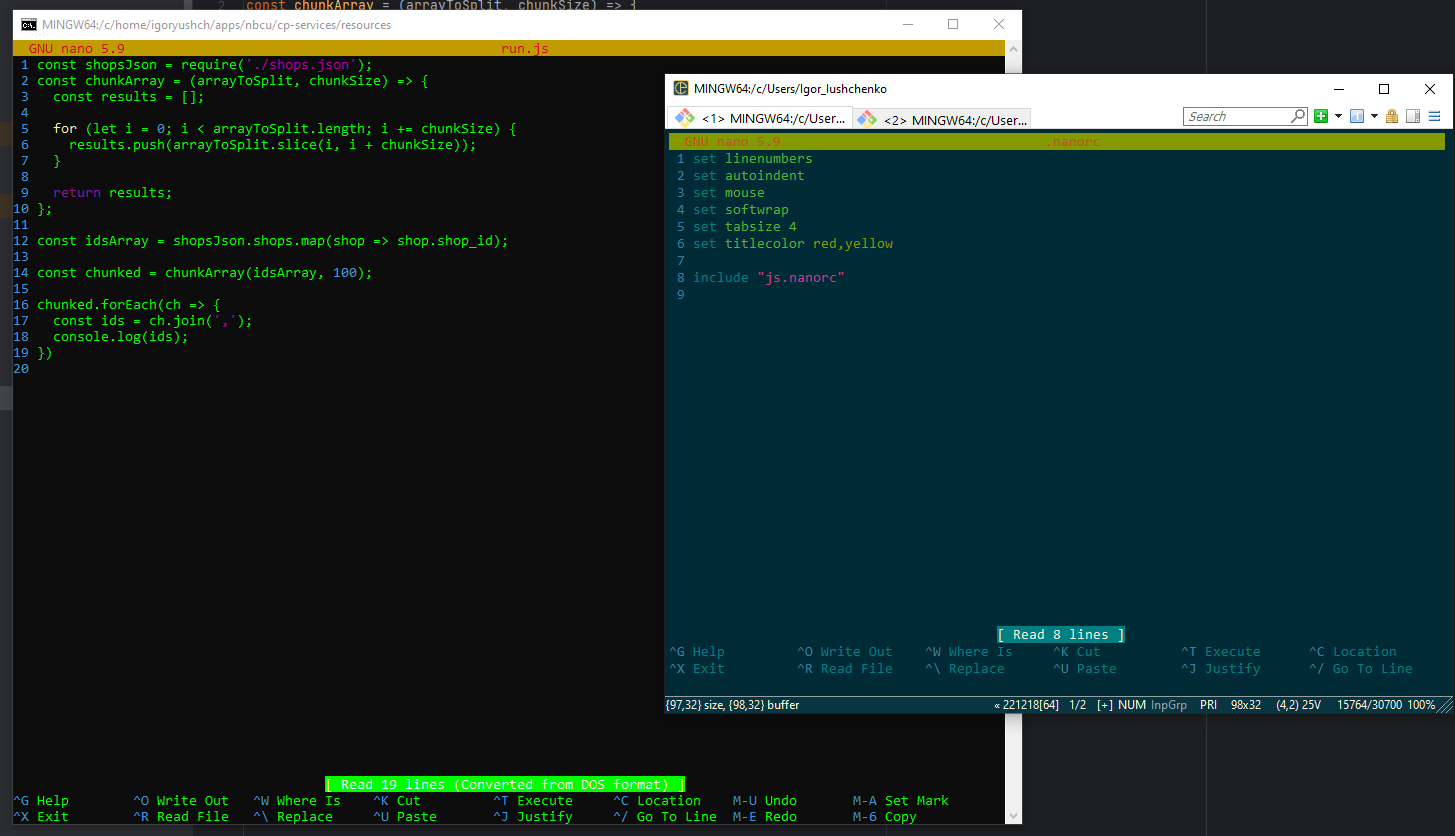 2 const chunkArray = (arrayToSplit, chunkSize) => {
MINGW64:/c/home/igoryushch/apps/nbcu/cp-services/resources
GNU nano 5.9 run.js
1 const shopsJson = require('./shops.json');
2 const chunkArray = (arrayToSplit, chunkSize) => {
3   const results = [];
4
5   for (let i = 0; i < arrayToSplit.length; i += chunkSize) {
6     results.push(arrayToSplit.slice(i, i + chunkSize));
7   }
8
9   return results;
10 };
11
12 const idsArray = shopsJson.shops.map(shop => shop.shop_id);
13
14 const chunked = chunkArray(idsArray, 100);
15
16 chunked.forEach(ch => {
17   const ids = ch.join(',');
18   console.log(ids);
19 })
20
[ Read 19 lines (Converted from DOS format) ]
^G Help ^O Write Out ^W Where Is ^K Cut ^T Execute ^C Location M-U Undo M-A Set Mark
^X Exit ^R Read File ^\ Replace ^U Paste ^J Justify ^/ Go To Line M-E Redo M-6 Copy
MINGW64:/c/Users/Igor_Iushchenko
<1> MINGW64:/c/User... <2> MINGW64:/c/User... Search
GNU nano 5.9 .nanorc
1 set linenumbers
2 set autoindent
3 set mouse
4 set softwrap
5 set tabsize 4
6 set titlecolor red,yellow
7
8 include "js.nanorc"
9
[ Read 8 lines ]
^G Help ^O Write Out ^W Where Is ^K Cut ^T Execute ^C Location
^X Exit ^R Read File ^\ Replace ^U Paste ^J Justify ^/ Go To Line
{97,32} size, {98,32} buffer « 221218[64] 1/2 [+] NUM InpGrp PRI 98x32 (4,2) 25V 15764/30700 100%